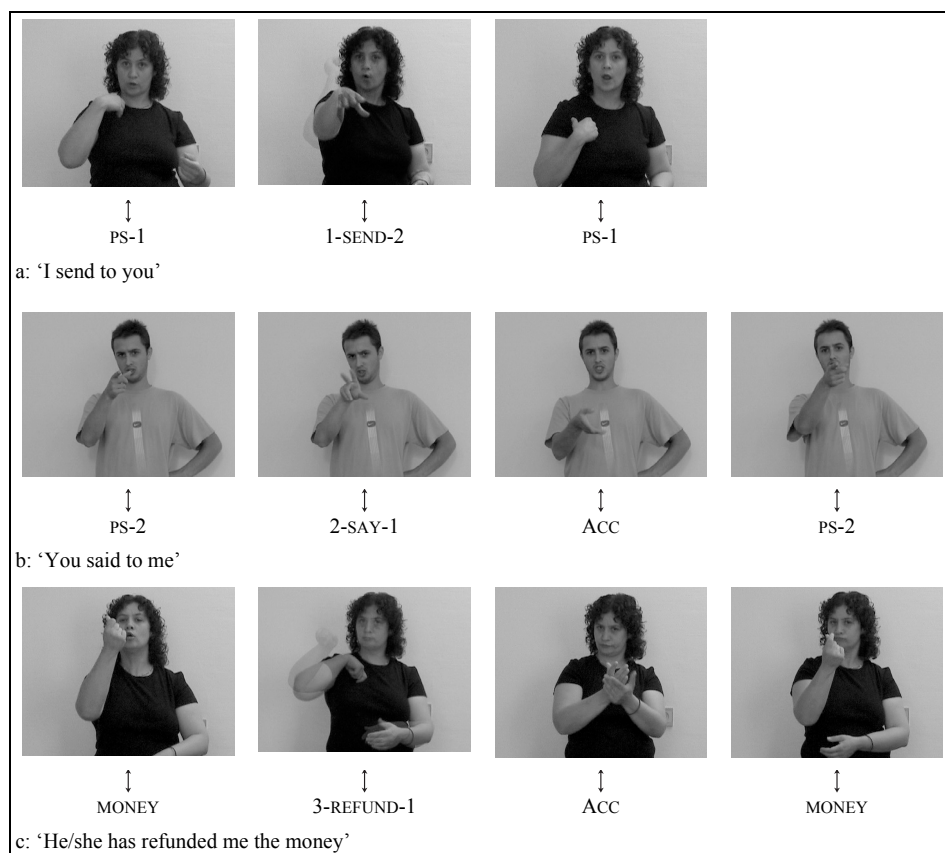 ↕ ↕ ↕
PS-1 1-SEND-2 PS-1
a: ‘I send to you’
↕ ↕ ↕ ↕
PS-2 2-SAY-1 ACC PS-2
b: ‘You said to me’
↕ ↕ ↕ ↕
MONEY 3-REFUND-1 ACC MONEY
c: ‘He/she has refunded me the money’